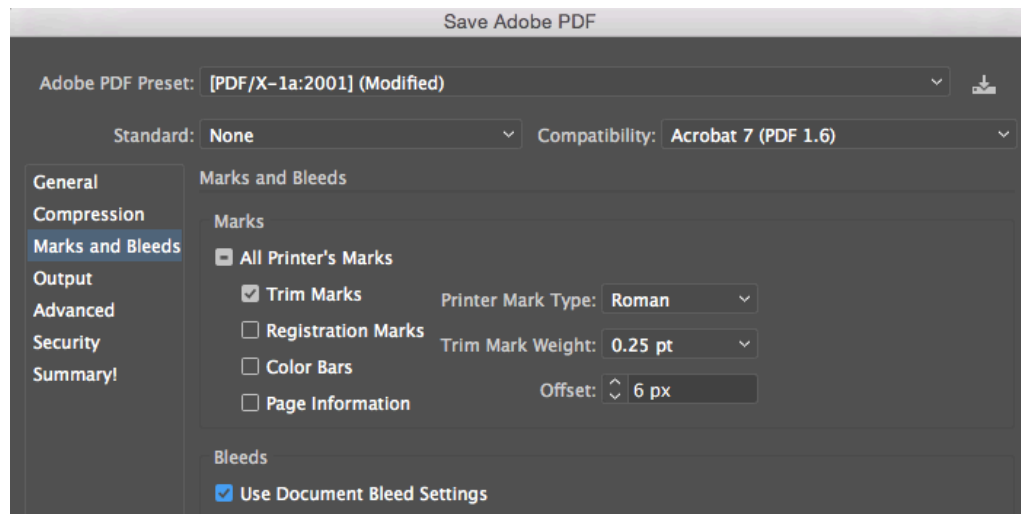 Save Adobe PDF
Adobe PDF Preset: [PDF/X-1a:2001] (Modified)
Standard: None Compatibility: Acrobat 7 (PDF 1.6)
General
Compression
Marks and Bleeds
Output
Advanced
Security
Summary!
Marks and Bleeds
Marks
All Printer's Marks
Trim Marks
Registration Marks
Color Bars
Page Information
Printer Mark Type: Roman
Trim Mark Weight: 0.25 pt
Offset: 6 px
Bleeds
Use Document Bleed Settings